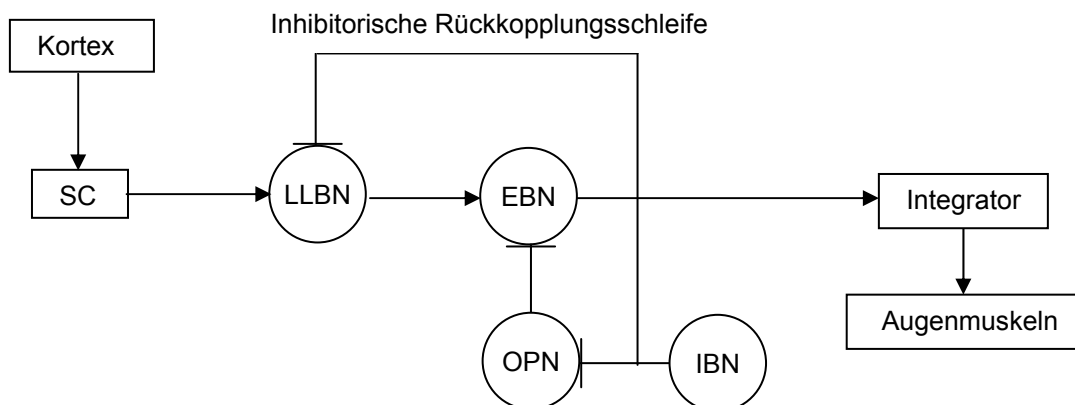 Inhibitorische Rückkopplungsschleife
Kortex
SC
LLBN
EBN
Integrator
Augenmuskeln
OPN
IBN